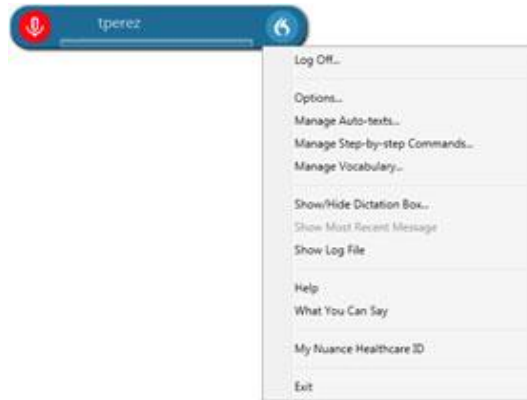 tperez
Log Off...
Options...
Manage Auto-texts...
Manage Step-by-step Commands...
Manage Vocabulary...
Show/Hide Dictation Box...
Show Most Recent Message
Show Log File
Help
What You Can Say
My Nuance Healthcare ID
Exit